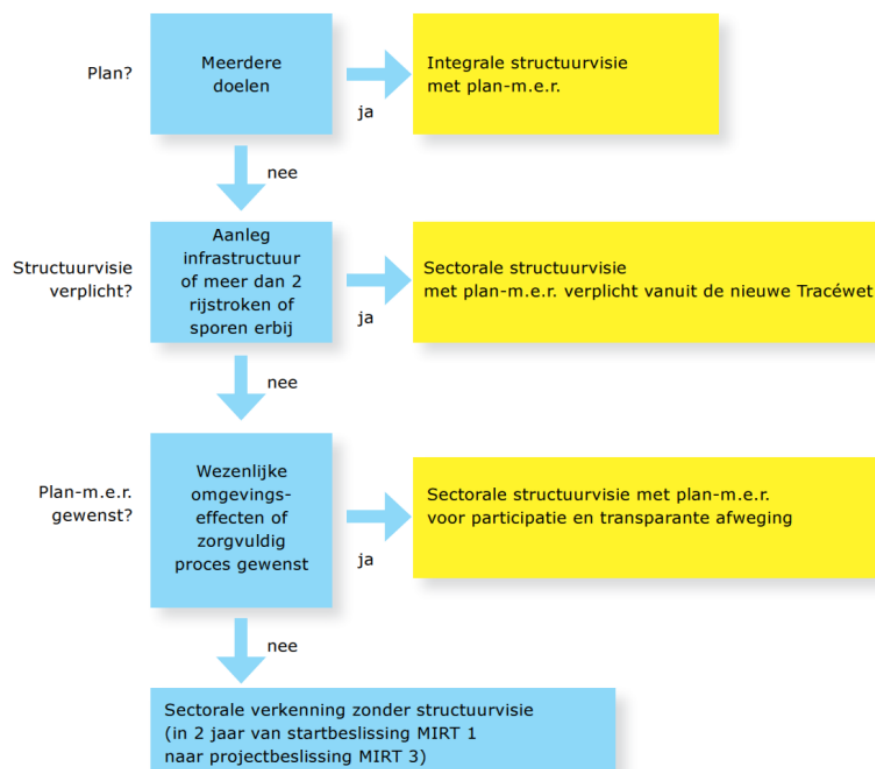 Plan?
Meerdere
doelen
ja
Integrale structuurvisie
met plan-m.e.r.
nee
Structuurvisie
verplicht?
Aanleg
infrastructuur
of meer dan 2
rijstroken of
sporen erbij
ja
Sectorale structuurvisie
met plan-m.e.r. verplicht vanuit de nieuwe Tracéwet
nee
Plan-m.e.r.
gewenst?
Wezenlijke
omgevings-
effecten of
zorgvuldig
proces gewenst
ja
Sectorale structuurvisie met plan-m.e.r.
voor participatie en transparante afweging
nee
Sectorale verkenning zonder structuurvisie
(in 2 jaar van startbeslissing MIRT 1
naar projectbeslissing MIRT 3)